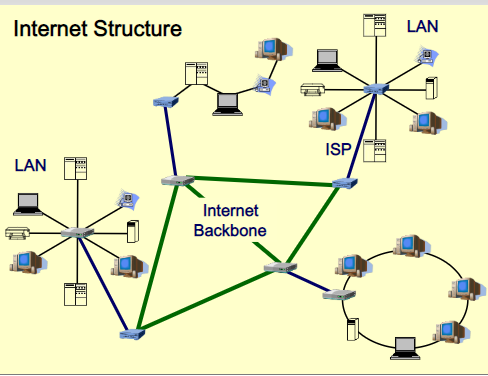 Internet Structure
LAN
ISP
LAN
Internet
Backbone